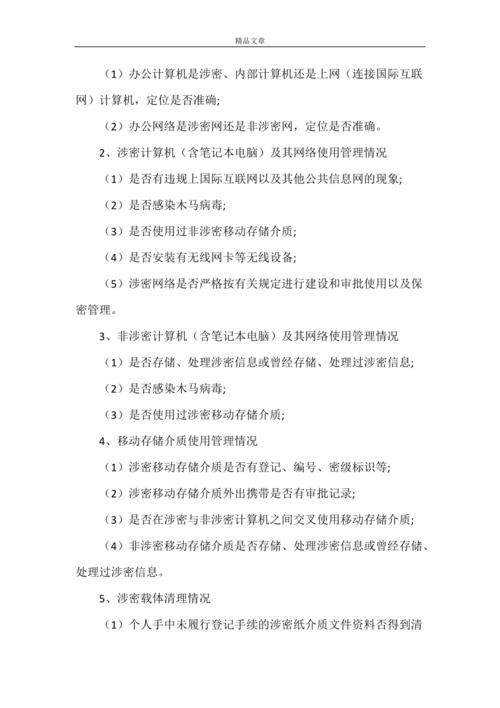 精品文章
（1）办公计算机是涉密、内部计算机还是上网（连接国际互联
网）计算机，定位是否准确;
（2）办公网络是涉密网还是非涉密网，定位是否准确。
2、涉密计算机（含笔记本电脑）及其网络使用管理情况
（1）是否有违规上国际互联网以及其他公共信息网的现象;
（2）是否感染木马病毒;
（3）是否使用过非涉密移动存储介质;
（4）是否安装有无线网卡等无线设备;
（5）涉密网络是否严格按有关规定进行建设和审批使用以及保
密管理。
3、非涉密计算机（含笔记本电脑）及其网络使用管理情况
（1）是否存储、处理涉密信息或曾经存储、处理过涉密信息;
（2）是否感染木马病毒;
（3）是否使用过涉密移动存储介质;
4、移动存储介质使用管理情况
（1）涉密移动存储介质是否有登记、编号、密级标识等;
（2）涉密移动存储介质外出携带是否有审批记录;
（3）是否在涉密与非涉密计算机之间交叉使用移动存储介质;
（4）非涉密移动存储介质是否存储、处理涉密信息或曾经存储、
处理过涉密信息。
5、涉密载体清理情况
（1）个人手中未履行登记手续的涉密纸介质文件资料否得到清